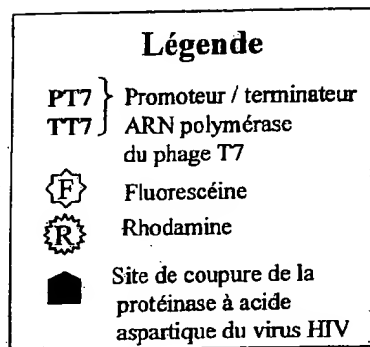 Légende
PT7 } Promoteur / terminateur
TT7 ARN polymérase
du phage T7
F Fluorescéine
R Rhodamine
Site de coupure de la
protéinase à acide
aspartique du virus HIV